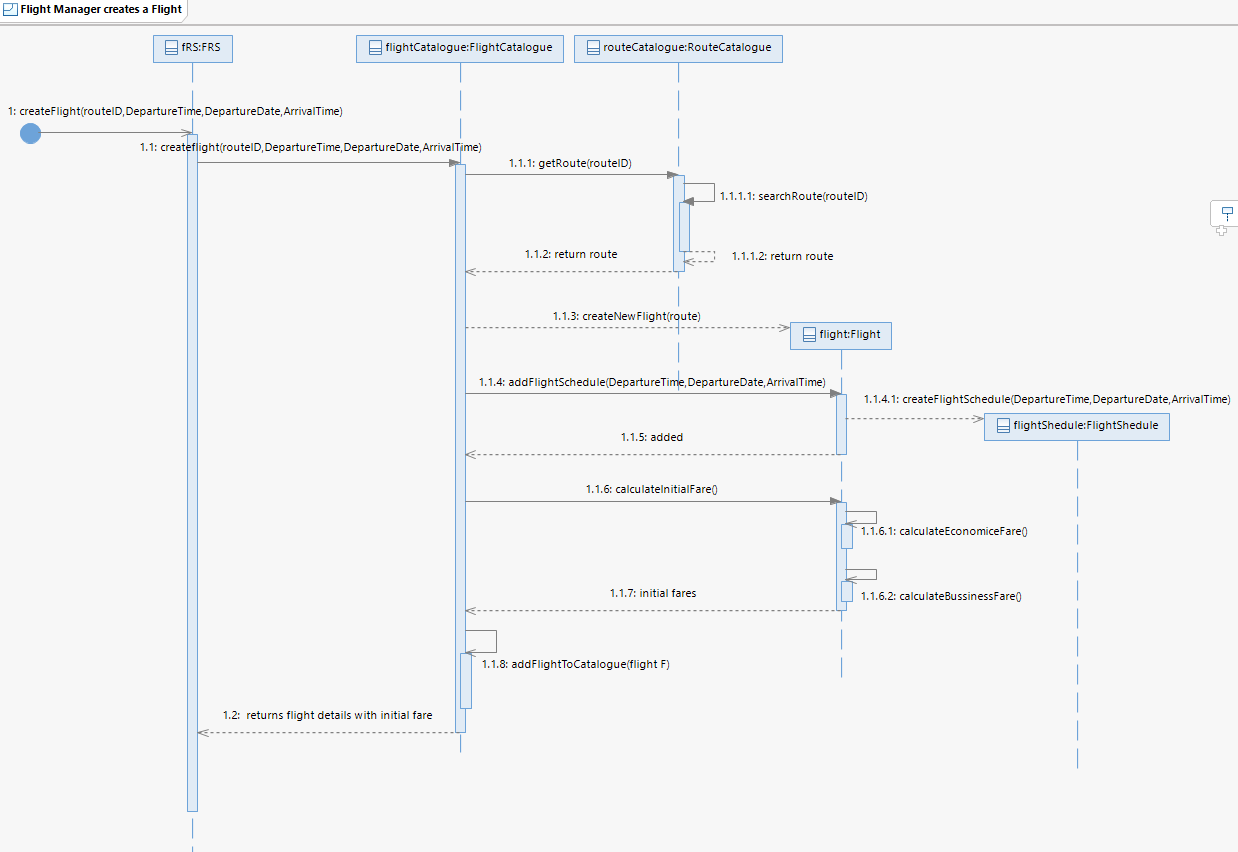 Flight Manager creates a Flight
fRS:FRS
flightCatalogue:FlightCatalogue
routeCatalogue:RouteCatalogue
1: createFlight(routeID,DepartureTime,DepartureDate,ArrivalTime)
1.1: createflight(routeID,DepartureTime,DepartureDate,ArrivalTime)
1.1.1: getRoute(routeID)
1.1.1.1: searchRoute(routeID)
1.1.2: return route
1.1.1.2: return route
1.1.3: createNewFlight(route)
flight:Flight
1.1.4: addFlightSchedule(DepartureTime,DepartureDate,ArrivalTime)
1.1.4.1: createFlightSchedule(DepartureTime,DepartureDate,ArrivalTime)
flightShedule:FlightShedule
1.1.5: added
1.1.6: calculateInitialFare()
1.1.6.1: calculateEconomiceFare()
1.1.7: initial fares
1.1.6.2: calculateBussinessFare()
1.1.8: addFlightToCatalogue(flight F)
1.2:  returns flight details with initial fare